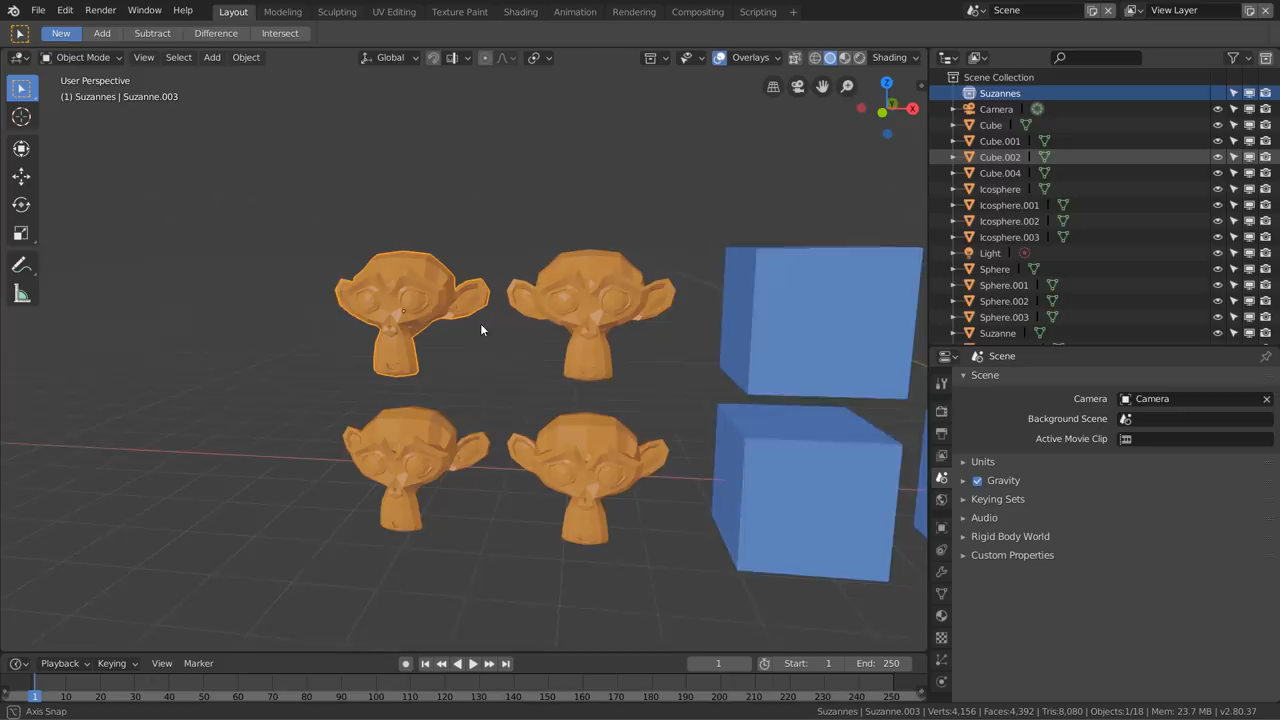 File Edit Render Window Help Layout Modeling Sculpting UV Editing Texture Paint Shading Animation Rendering Compositing Scripting + Scene View Layer
New Add Subtract Difference Intersect
Object Mode View Select Add Object Global Overlays Shading
User Perspective
(1) Suzannes | Suzanne.003
Z
Y
X
Scene Collection
Suzannes
Camera
Cube
Cube.001
Cube.002
Cube.004
Icosphere
Icosphere.001
Icosphere.002
Icosphere.003
Light
Sphere
Sphere.001
Sphere.002
Sphere.003
Suzanne
Scene
Scene
Camera Camera
Background Scene
Active Movie Clip
Units
Gravity
Keying Sets
Audio
Rigid Body World
Custom Properties
Playback Keying View Marker 1 Start: 1 End: 250
1 10 20 30 40 50 60 70 80 90 100 110 120 130 140 150 160 170 180 190 200 210 220 230 240 250
Axis Snap Suzannes | Suzanne.003 | Verts:4,156 | Faces:4,392 | Tris:8,080 | Objects:1/18 | Mem: 23.7 MB | v2.80.37